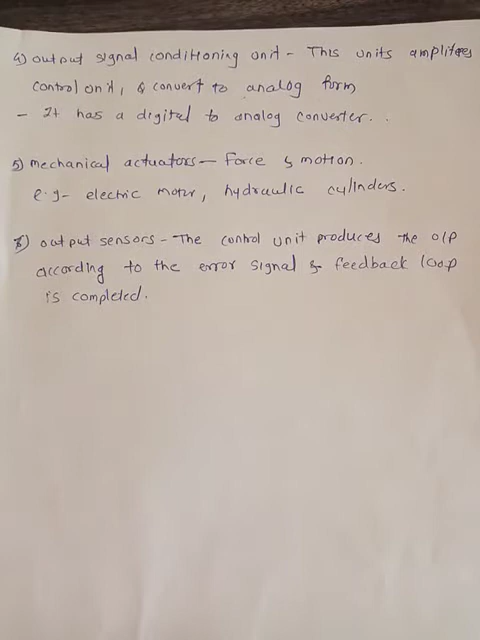 4) output signal conditioning unit - This units amplifees
control unit, & convert to analog form
- It has a digital to analog converter. .
5) mechanical actuators - Force & motion.
e.g - electric motor, hydraulic cylinders.
6) output sensors - The control unit produces the O/P
according to the error signal & feedback loop
is completed.